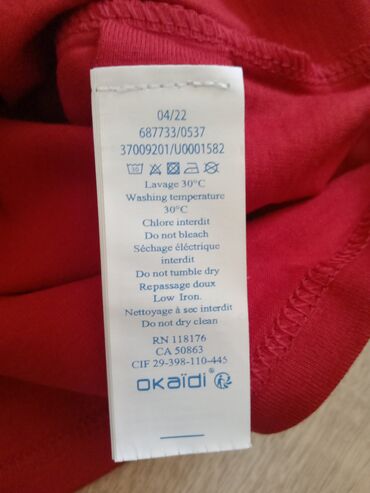 04/22
687733/0537
37009201/U0001582
30
Lavage 30°C
Washing temperature
30°C
Chlore interdit
Do not bleach
Séchage éléctrique
interdit
Do not tumble dry
Repassage doux
Low Iron.
Nettoyage à sec interdit
Do not dry clean
RN 118176
CA 50863
CIF 29-398-110-445
okaïdi